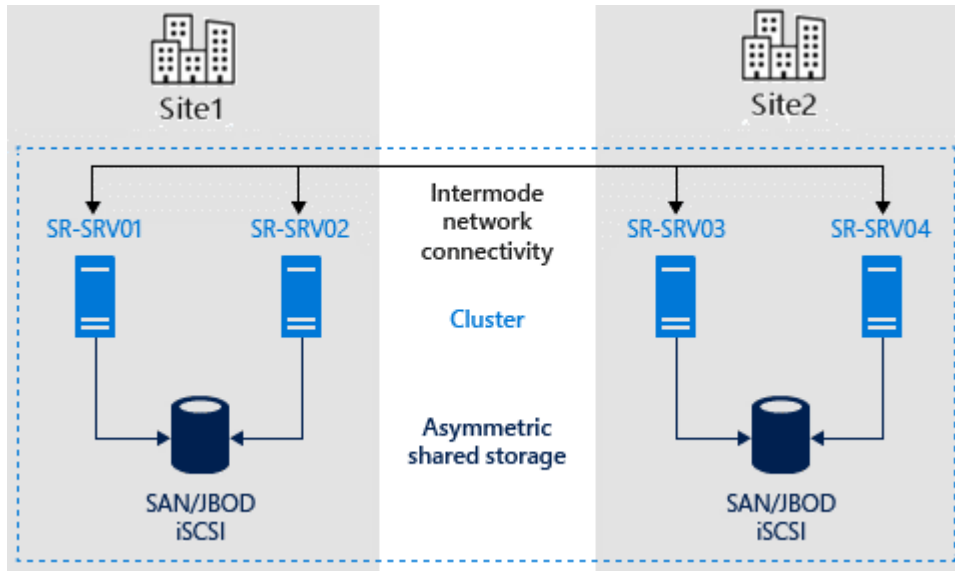 Site1
Site2
Intermode
network
connectivity
SR-SRV01
SR-SRV02
SR-SRV03
SR-SRV04
Cluster
Asymmetric
shared storage
SAN/JBOD
iSCSI
SAN/JBOD
iSCSI